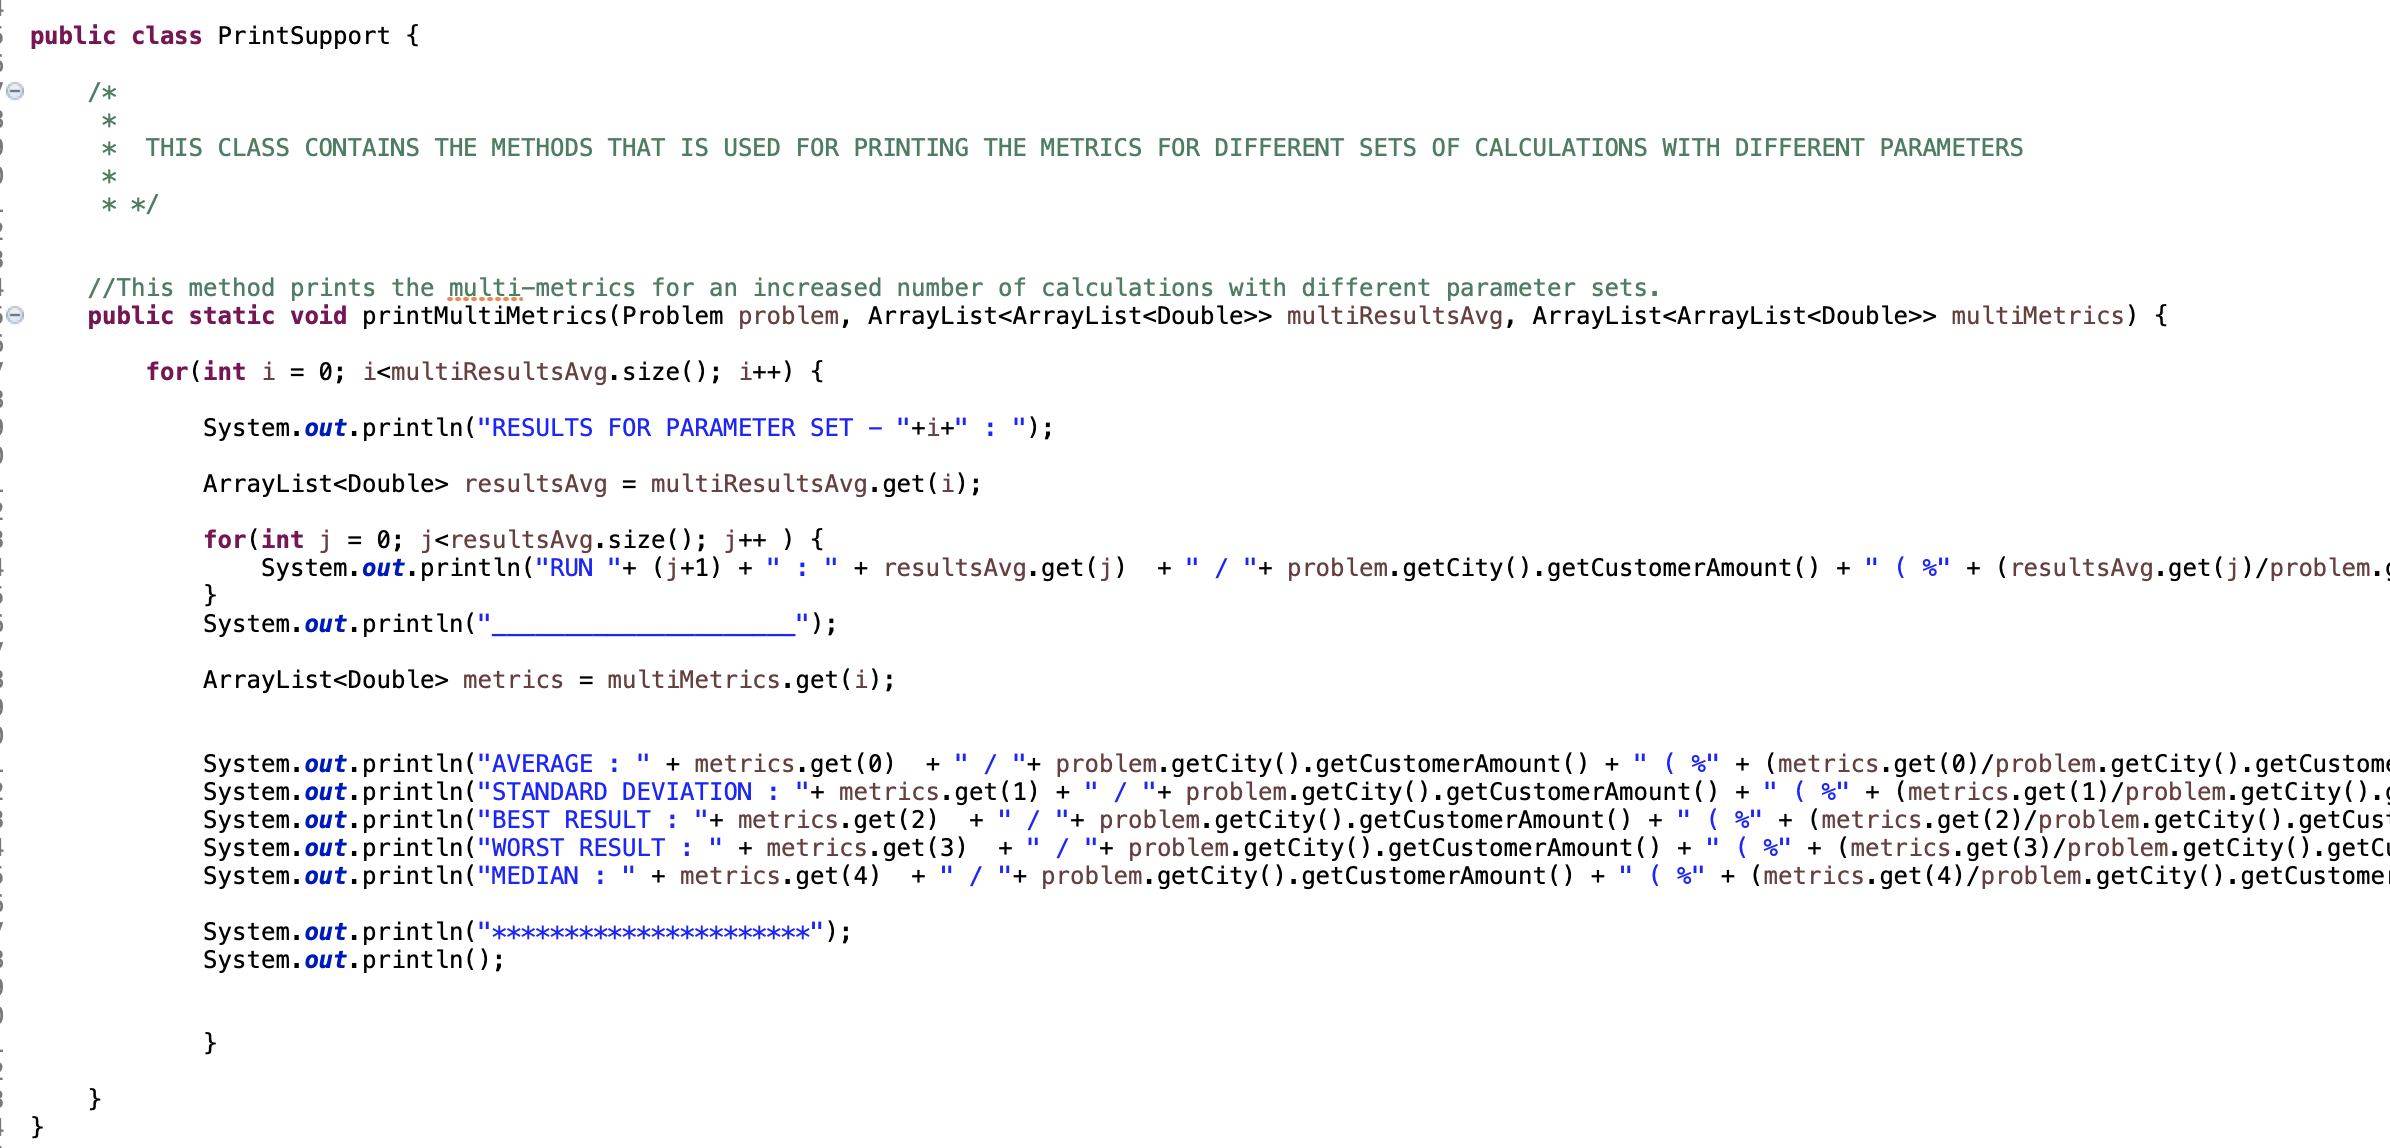 public class PrintSupport {
/*
*
* THIS CLASS CONTAINS THE METHODS THAT IS USED FOR PRINTING THE METRICS FOR DIFFERENT SETS OF CALCULATIONS WITH DIFFERENT PARAMETERS
*
* */
//This method prints the multi-metrics for an increased number of calculations with different parameter sets.
public static void printMultiMetrics(Problem problem, ArrayList<ArrayList<Double>> multiResultsAvg, ArrayList<ArrayList<Double>> multiMetrics) {
for(int i = 0; i<multiResultsAvg.size(); i++) {
System.out.println("RESULTS FOR PARAMETER SET - "+i+" : ");
ArrayList<Double> resultsAvg = multiResultsAvg.get(i);
for(int j = 0; j<resultsAvg.size(); j++ ) {
System.out.println("RUN "+ (j+1) + " : " + resultsAvg.get(j)  + " / "+ problem.getCity().getCustomerAmount() + " ( %" + (resultsAvg.get(j)/problem.
}
System.out.println("_____________________");
ArrayList<Double> metrics = multiMetrics.get(i);
System.out.println("AVERAGE : " + metrics.get(0)  + " / "+ problem.getCity().getCustomerAmount() + " ( %" + (metrics.get(0)/problem.getCity().getCustome
System.out.println("STANDARD DEVIATION : "+ metrics.get(1) + " / "+ problem.getCity().getCustomerAmount() + " ( %" + (metrics.get(1)/problem.getCity().
System.out.println("BEST RESULT : "+ metrics.get(2)  + " / "+ problem.getCity().getCustomerAmount() + " ( %" + (metrics.get(2)/problem.getCity().getCust
System.out.println("WORST RESULT : " + metrics.get(3)  + " / "+ problem.getCity().getCustomerAmount() + " ( %" + (metrics.get(3)/problem.getCity().getC
System.out.println("MEDIAN : " + metrics.get(4)  + " / "+ problem.getCity().getCustomerAmount() + " ( %" + (metrics.get(4)/problem.getCity().getCustomer
System.out.println("**********************");
System.out.println();
}
}
}